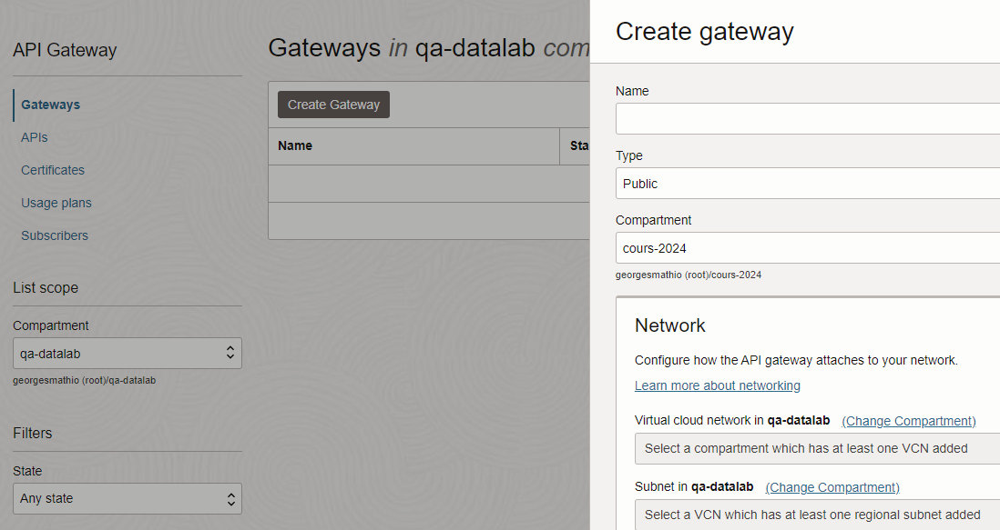 API Gateway
Gateways
APIs
Certificates
Usage plans
Subscribers
List scope
Compartment
qa-datalab
georgesmathio (root)/qa-datalab
Filters
State
Any state
Gateways in qa-datalab com
Create Gateway
Name Sta
Create gateway
Name
Type
Public
Compartment
cours-2024
georgesmathio (root)/cours-2024
Network
Configure how the API gateway attaches to your network.
Learn more about networking
Virtual cloud network in qa-datalab (Change Compartment)
Select a compartment which has at least one VCN added
Subnet in qa-datalab (Change Compartment)
Select a VCN which has at least one regional subnet added